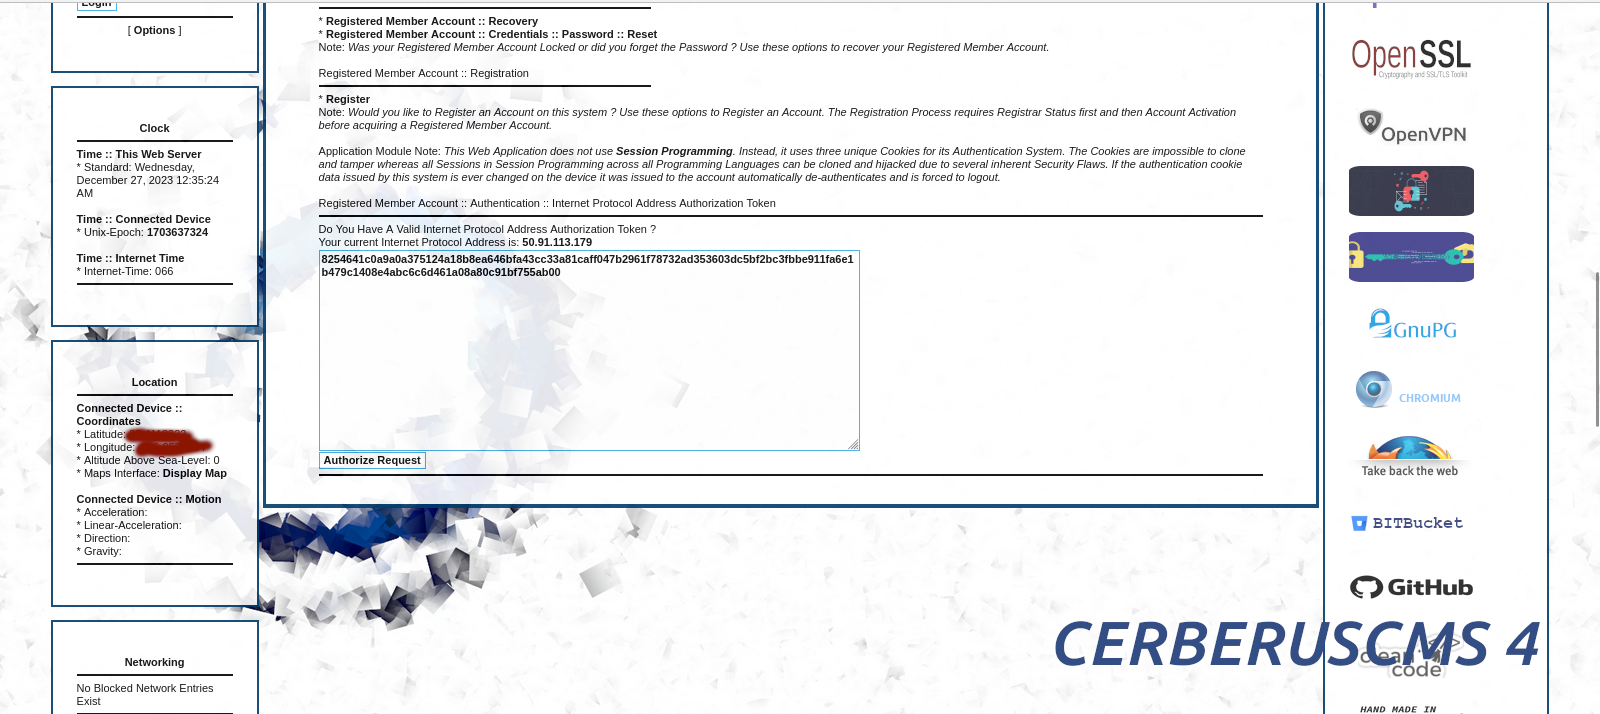 Login
[ Options ]
Clock
Time :: This Web Server
* Standard: Wednesday,
December 27, 2023 12:35:24
AM
Time :: Connected Device
* Unix-Epoch: 1703637324
Time :: Internet Time
* Internet-Time: 066
Location
Connected Device ::
Coordinates
* Latitude:
* Longitude:
* Altitude Above Sea-Level: 0
* Maps Interface: Display Map
Connected Device :: Motion
* Acceleration:
* Linear-Acceleration:
* Direction:
* Gravity:
Networking
No Blocked Network Entries
Exist
* Registered Member Account :: Recovery
* Registered Member Account :: Credentials :: Password :: Reset
Note: Was your Registered Member Account Locked or did you forget the Password ? Use these options to recover your Registered Member Account.
Registered Member Account :: Registration
* Register
Note: Would you like to Register an Account on this system ? Use these options to Register an Account. The Registration Process requires Registrar Status first and then Account Activation
before acquiring a Registered Member Account.
Application Module Note: This Web Application does not use Session Programming. Instead, it uses three unique Cookies for its Authentication System. The Cookies are impossible to clone
and tamper whereas all Sessions in Session Programming across all Programming Languages can be cloned and hijacked due to several inherent Security Flaws. If the authentication cookie
data issued by this system is ever changed on the device it was issued to the account automatically de-authenticates and is forced to logout.
Registered Member Account :: Authentication :: Internet Protocol Address Authorization Token
Do You Have A Valid Internet Protocol Address Authorization Token ?
Your current Internet Protocol Address is: 50.91.113.179
8254641c0a9a0a375124a18b8ea646bfa43cc33a81caff047b2961f78732ad353603dc5bf2bc3fbbe911fa6e1
b479c1408e4abc6c6d461a08a80c91bf755ab00
Authorize Request
OpenSSL
Cryptography and SSL/TLS Toolkit
OpenVPN
GnuPG
CHROMIUM
Take back the web
BITBucket
GitHub
CERBERUSCMS 4
clean
code
HAND MADE IN